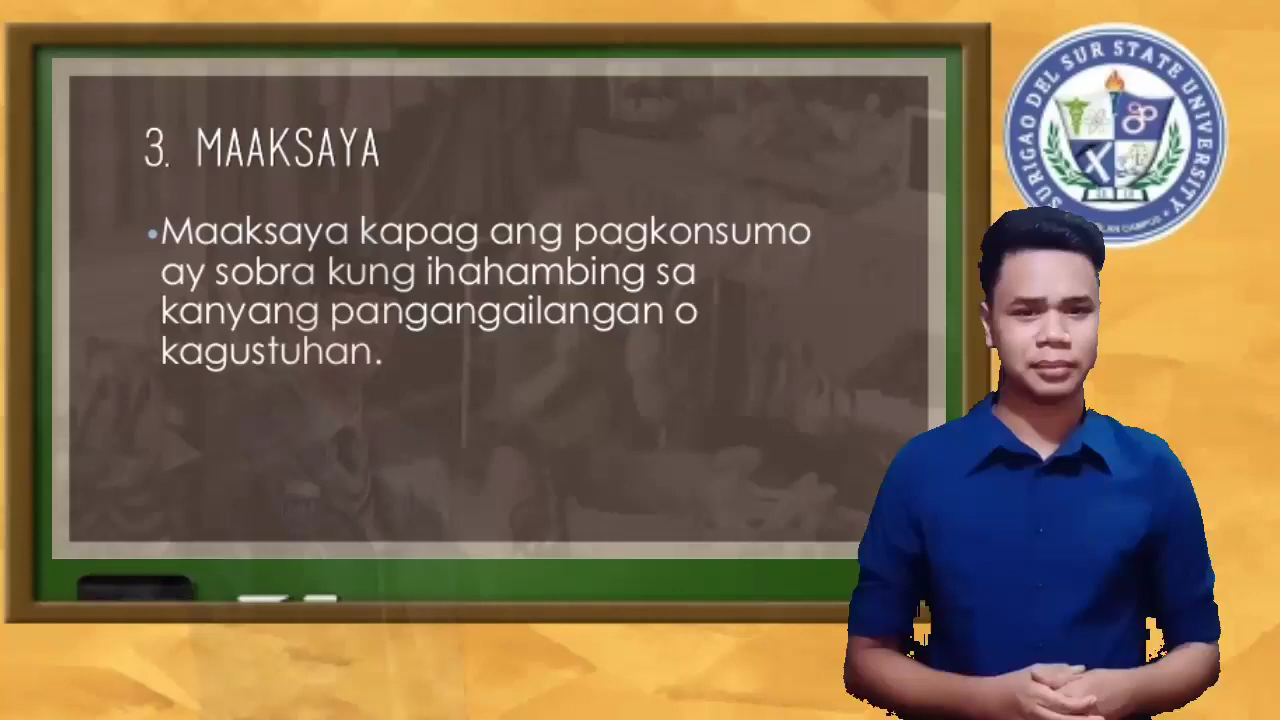 3. MAAKSAYA
•Maaksaya kapag ang pagkonsumo
ay sobra kung ihahambing sa
kanyang pangangailangan o
kagustuhan.
SURIGAO DEL SUR STATE UNIVERSITY
CAMPUS